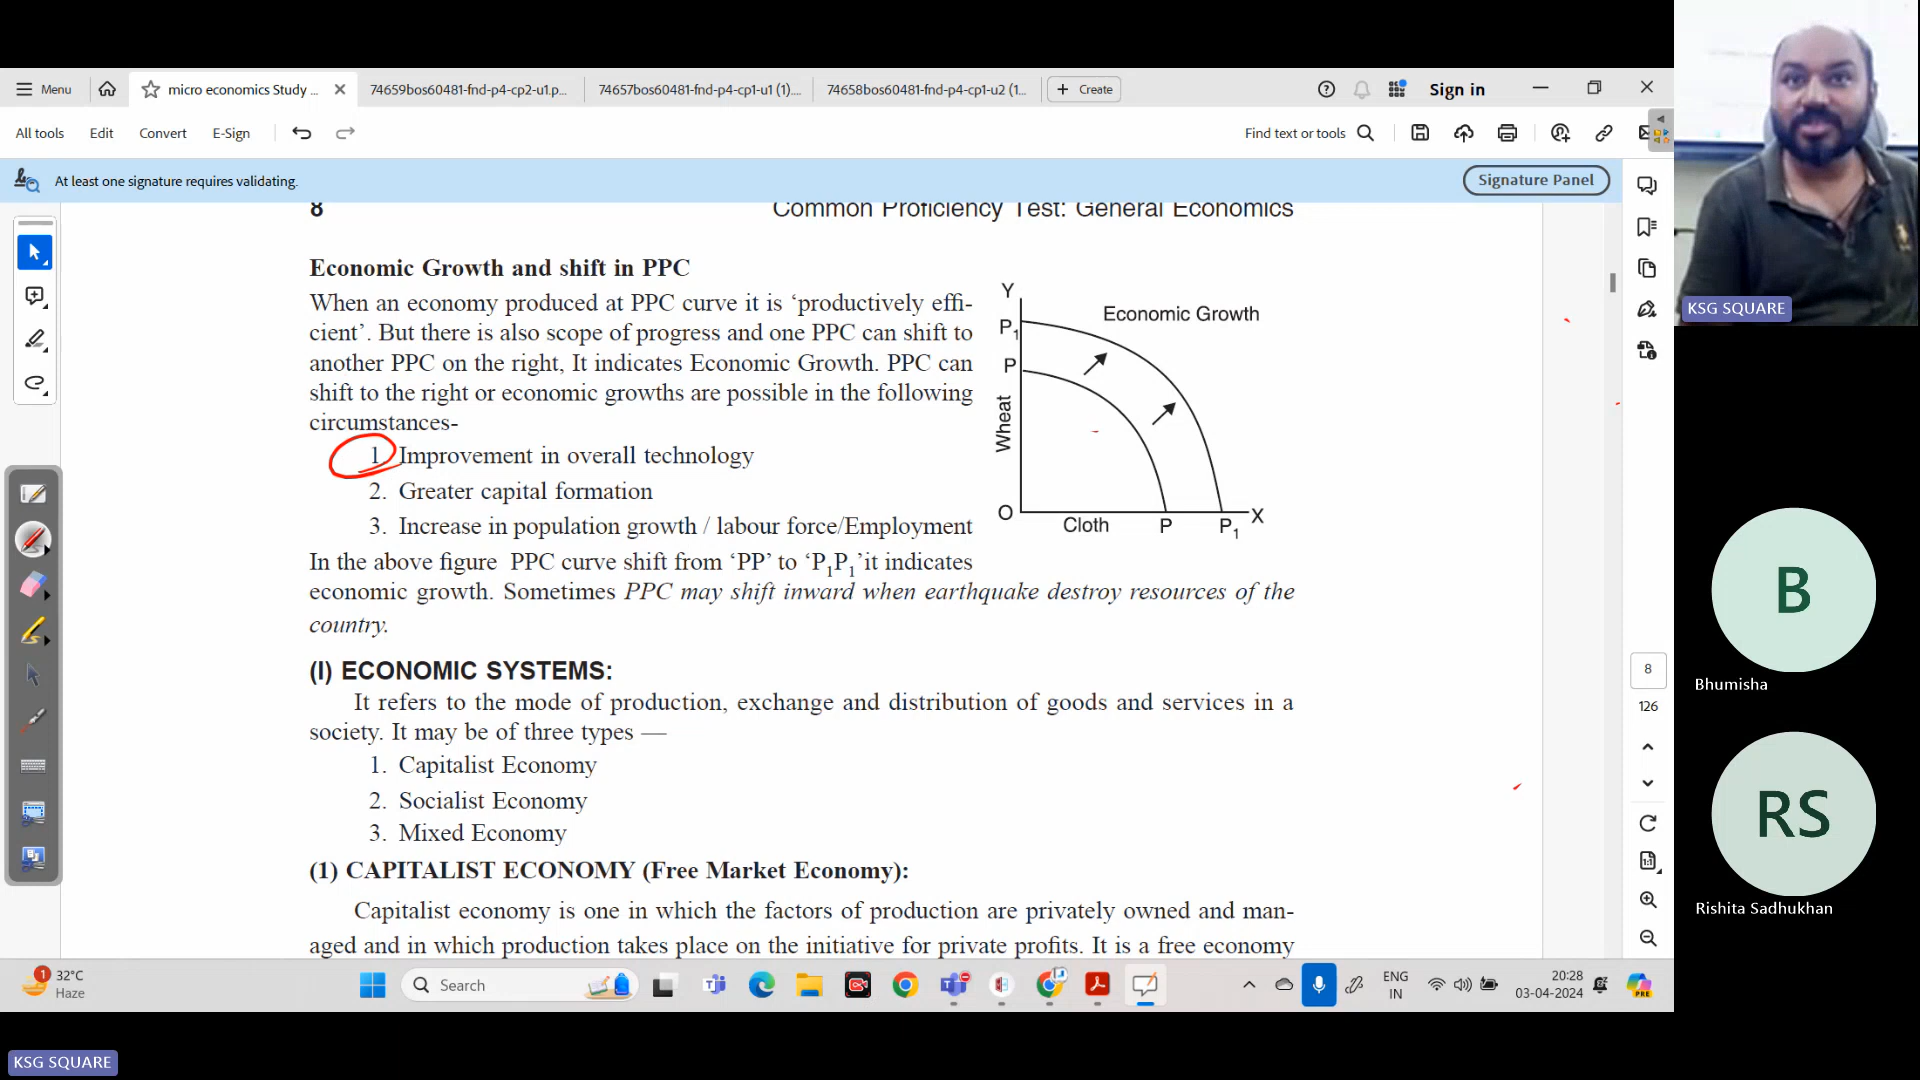 Menu
micro economics Study ...
74659bos60481-fnd-p4-cp2-u1.p...
74657bos60481-fnd-p4-cp1-u1 (1)....
74658bos60481-fnd-p4-cp1-u2 (1...
Create
Sign in
All tools
Edit
Convert
E-Sign
Find text or tools
At least one signature requires validating.
Signature Panel
8
Common Proficiency Test: General Economics
Economic Growth and shift in PPC
When an economy produced at PPC curve it is ‘productively effi-
cient’. But there is also scope of progress and one PPC can shift to
another PPC on the right, It indicates Economic Growth. PPC can
shift to the right or economic growths are possible in the following
circumstances-
1. Improvement in overall technology
2. Greater capital formation
3. Increase in population growth / labour force/Employment
In the above figure PPC curve shift from ‘PP’ to ‘P₁P₁’it indicates
economic growth. Sometimes PPC may shift inward when earthquake destroy resources of the
country.
Y
P₁
Economic Growth
P
Wheat
O
Cloth
P
P₁
X
(I) ECONOMIC SYSTEMS:
It refers to the mode of production, exchange and distribution of goods and services in a
society. It may be of three types —
1. Capitalist Economy
2. Socialist Economy
3. Mixed Economy
(1) CAPITALIST ECONOMY (Free Market Economy):
Capitalist economy is one in which the factors of production are privately owned and man-
aged and in which production takes place on the initiative for private profits. It is a free economy
8
126
KSG SQUARE
B
Bhumisha
RS
Rishita Sadhukhan
1
32°C
Haze
Search
ENG
IN
20:28
03-04-2024
PRE
KSG SQUARE